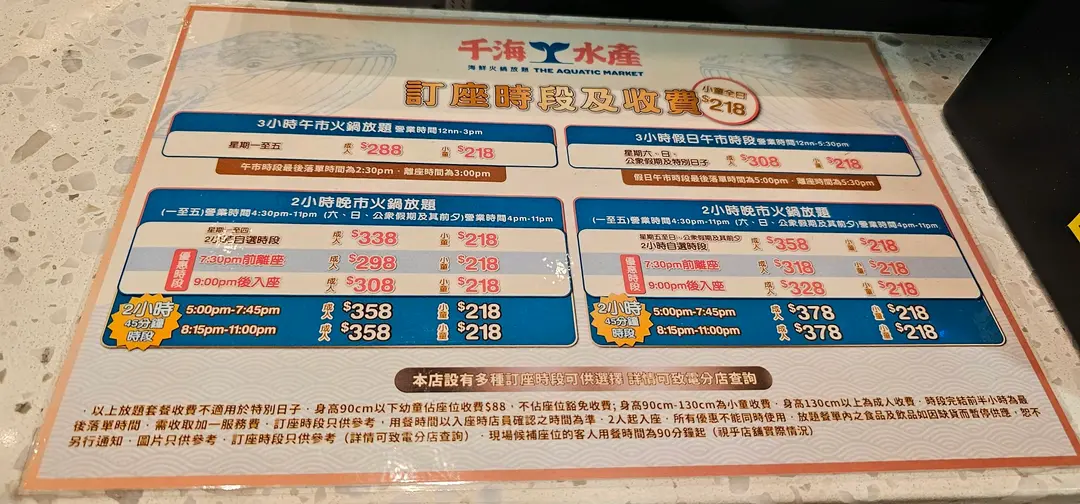 千海水產
海鮮火鍋放題 THE AQUATIC MARKET
訂座時段及收費
小童全日
$218
3小時午市火鍋放題 營業時間12nn-3pm
星期一至五 成人 $288 小童 $218
午市時段最後落單時間為2:30pm · 離座時間為3:00pm
3小時假日午市時段 營業時間12nn-5:30pm
星期六、日、
公眾假期及特別日子 成人 $308 小童 $218
假日午市時段最後落單時間為5:00pm · 離座時間為5:30pm
2小時晚市火鍋放題
(一至五)營業時間4:30pm-11pm (六、日、公眾假期及其前夕)營業時間4pm-11pm
星期一至四
2小時自選時段 成人 $338 小童 $218
優惠時段
7:30pm前離座 成人 $298 小童 $218
9:00pm後入座 成人 $308 小童 $218
2小時
45分鐘
時段
5:00pm-7:45pm 成人 $358 小童 $218
8:15pm-11:00pm 成人 $358 小童 $218
2小時晚市火鍋放題
(一至五)營業時間4:30pm-11pm (六、日、公眾假期及其前夕)營業時間4pm-11pm
星期五至日、公眾假期及其前夕
2小時自選時段 成人 $358 小童 $218
優惠時段
7:30pm前離座 成人 $318 小童 $218
9:00pm後入座 成人 $328 小童 $218
2小時
45分鐘
時段
5:00pm-7:45pm 成人 $378 小童 $218
8:15pm-11:00pm 成人 $378 小童 $218
本店設有多種訂座時段可供選擇 詳情可致電分店查詢
· 以上放題套餐收費不適用於特別日子 · 身高90cm以下幼童佔座位收費$88，不佔座位豁免收費; 身高90cm-130cm為小童收費，身高130cm以上為成人收費 · 時段完結前半小時為最
後落單時間 · 需收取加一服務費 · 訂座時段只供參考 · 用餐時間以入座時店員確認之時間為準 · 2人起入座 · 所有優惠不能同時使用 · 放題餐單內之食品及飲品如因缺貨而暫停供應，恕不
另行通知 · 圖片只供參考 · 訂座時段只供參考（詳情可致電分店查詢） · 現場候補座位的客人用餐時間為90分鐘起（視乎店鋪實際情況）